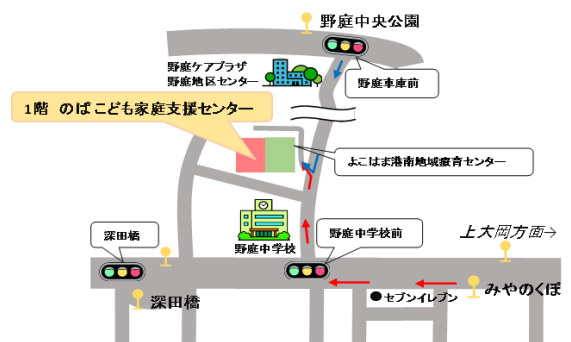 野庭中央公園
野庭ケアプラザ
野庭地区センター
野庭車庫前
1階 のばこども家庭支援センター
よこはま港南地域療育センター
深田橋
野庭中学校
野庭中学校前
上大岡方面→
深田橋
セブンイレブン
みやのくぼ